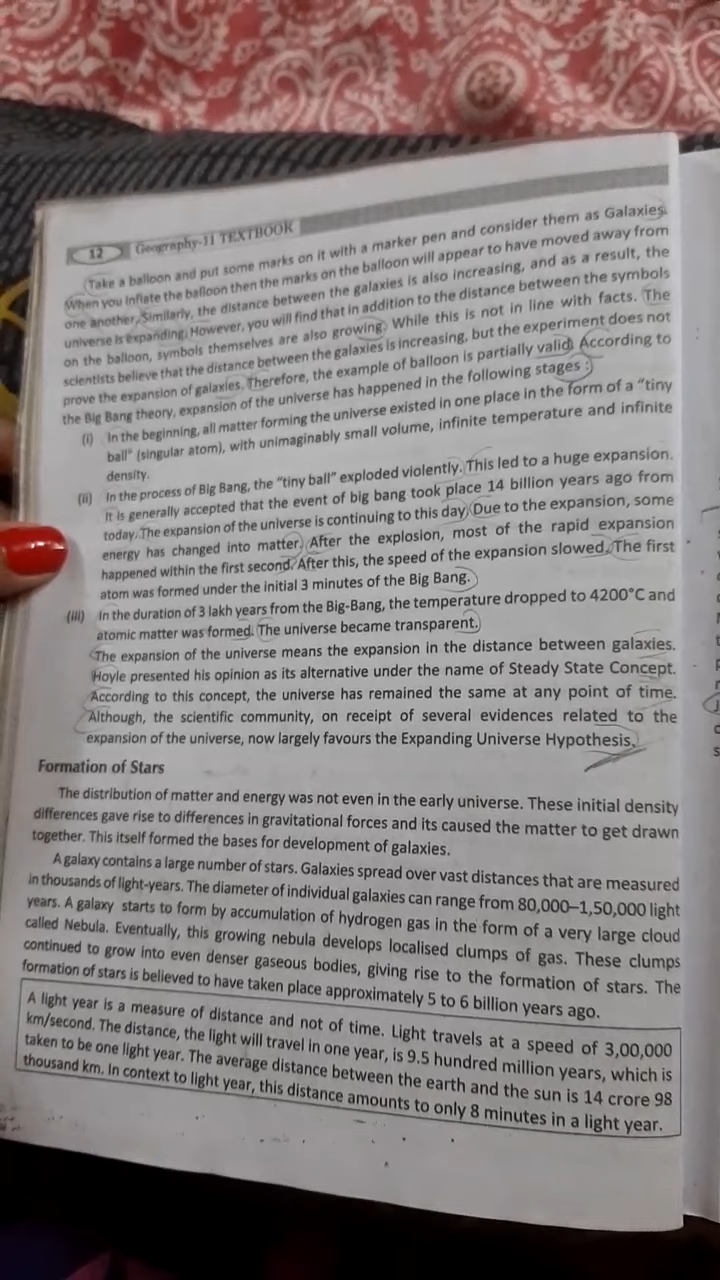 12 Geography-11 TEXTBOOK
Take a balloon and put some marks on it with a marker pen and consider them as Galaxies.
When you inflate the balloon then the marks on the balloon will appear to have moved away from
one another. Similarly, the distance between the galaxies is also increasing, and as a result, the
universe is expanding. However, you will find that in addition to the distance between the symbols
on the balloon, symbols themselves are also growing. While this is not in line with facts. The
scientists believe that the distance between the galaxies is increasing, but the experiment does not
prove the expansion of galaxies. Therefore, the example of balloon is partially valid. According to
the Big Bang theory, expansion of the universe has happened in the following stages :
(i) In the beginning, all matter forming the universe existed in one place in the form of a "tiny
ball" (singular atom), with unimaginably small volume, infinite temperature and infinite
density.
(ii) In the process of Big Bang, the "tiny ball" exploded violently. This led to a huge expansion.
It is generally accepted that the event of big bang took place 14 billion years ago from
today. The expansion of the universe is continuing to this day. Due to the expansion, some
energy has changed into matter. After the explosion, most of the rapid expansion
happened within the first second. After this, the speed of the expansion slowed. The first
atom was formed under the initial 3 minutes of the Big Bang.
(iii) In the duration of 3 lakh years from the Big-Bang, the temperature dropped to 4200°C and
atomic matter was formed. The universe became transparent.
The expansion of the universe means the expansion in the distance between galaxies.
Hoyle presented his opinion as its alternative under the name of Steady State Concept.
According to this concept, the universe has remained the same at any point of time.
Although, the scientific community, on receipt of several evidences related to the
expansion of the universe, now largely favours the Expanding Universe Hypothesis.
Formation of Stars
The distribution of matter and energy was not even in the early universe. These initial density
differences gave rise to differences in gravitational forces and its caused the matter to get drawn
together. This itself formed the bases for development of galaxies.
A galaxy contains a large number of stars. Galaxies spread over vast distances that are measured
in thousands of light-years. The diameter of individual galaxies can range from 80,000–1,50,000 light
years. A galaxy starts to form by accumulation of hydrogen gas in the form of a very large cloud
called Nebula. Eventually, this growing nebula develops localised clumps of gas. These clumps
continued to grow into even denser gaseous bodies, giving rise to the formation of stars. The
formation of stars is believed to have taken place approximately 5 to 6 billion years ago.
A light year is a measure of distance and not of time. Light travels at a speed of 3,00,000
km/second. The distance, the light will travel in one year, is 9.5 hundred million years, which is
taken to be one light year. The average distance between the earth and the sun is 14 crore 98
thousand km. In context to light year, this distance amounts to only 8 minutes in a light year.